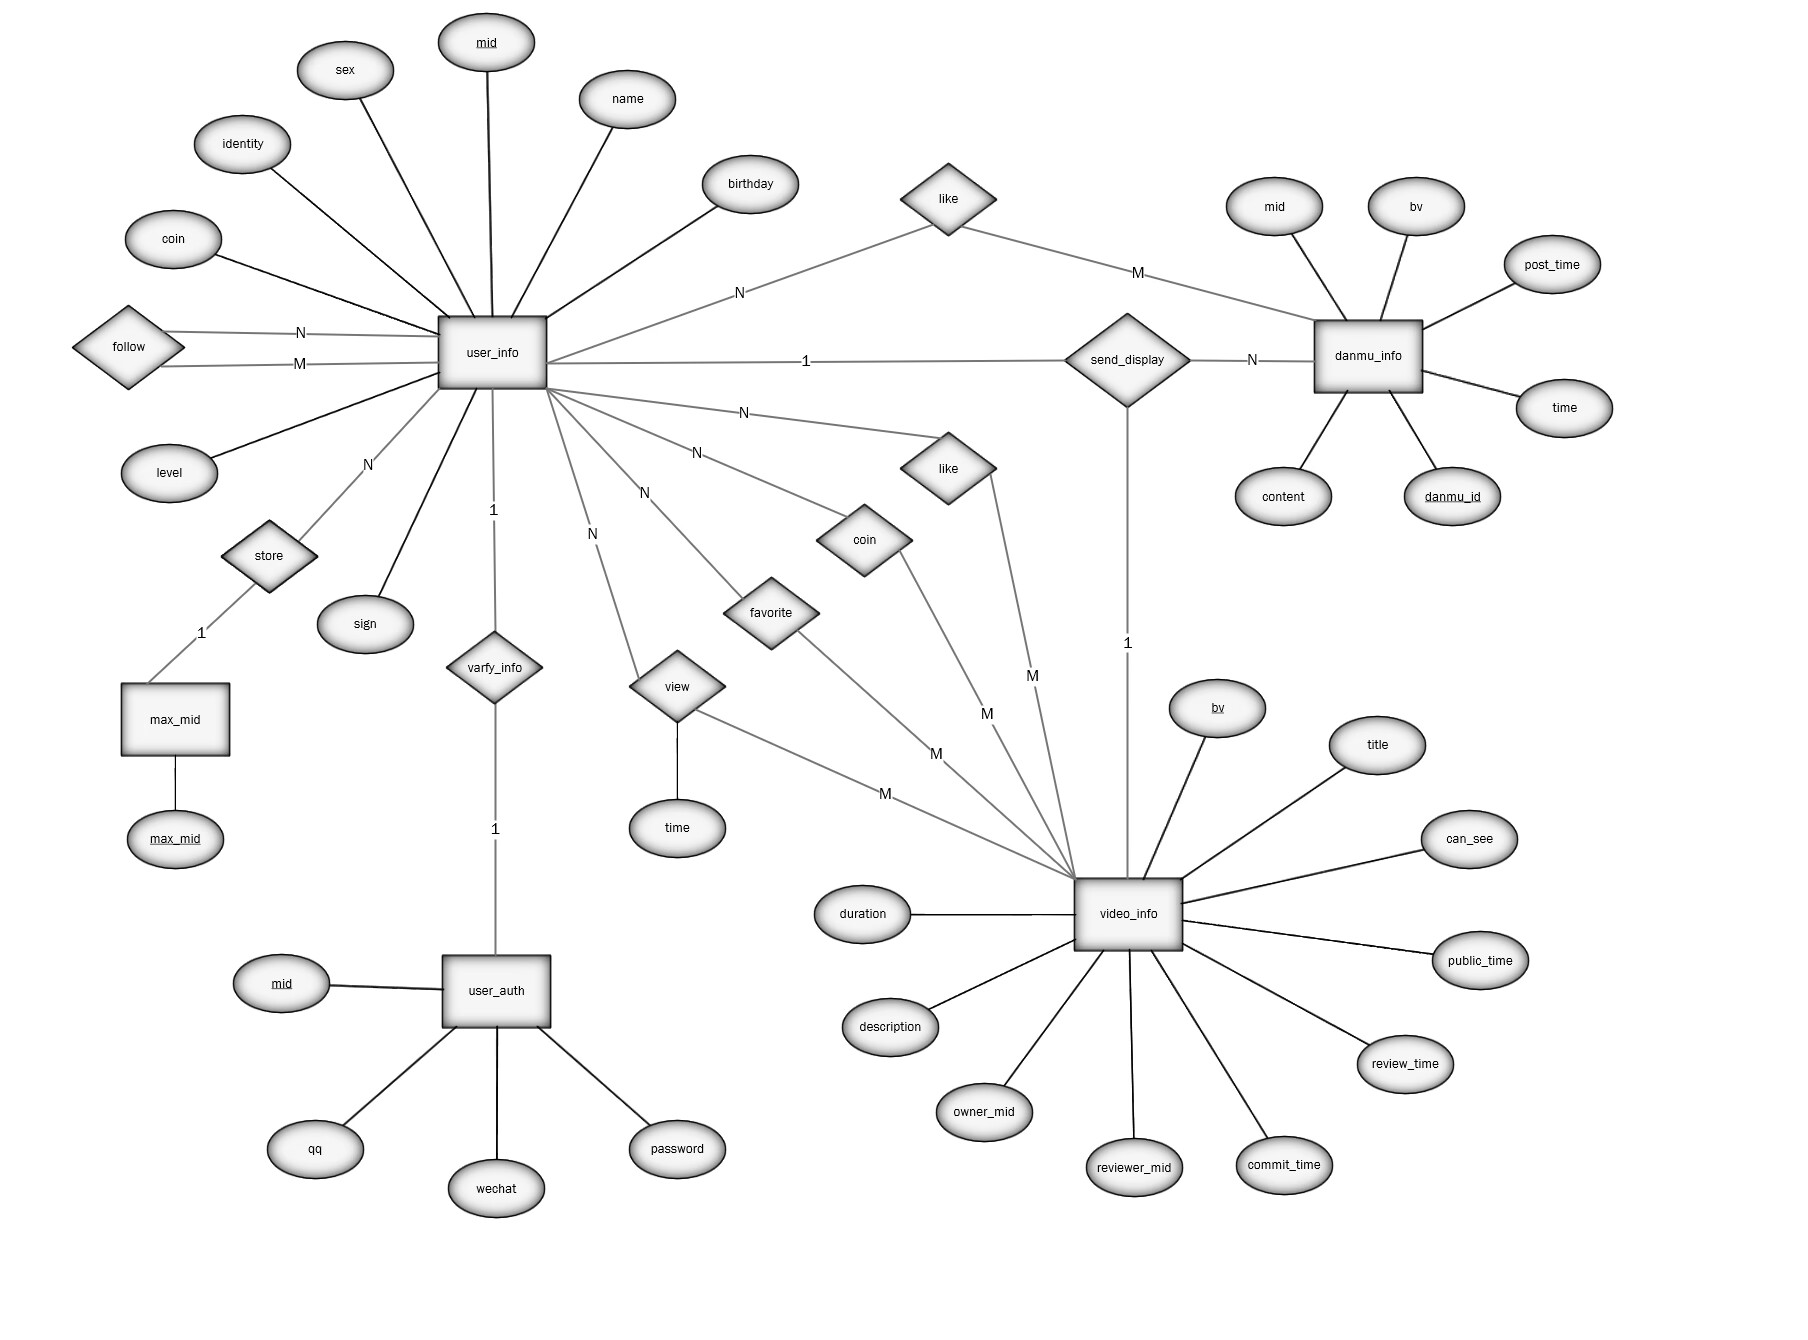 mid
sex
name
identity
birthday
like
mid
bv
coin
post_time
M
N
follow
N
M
user_info
1
send_display
N
danmu_info
time
N
N
like
level
N
N
content
danmu_id
1
N
coin
store
favorite
sign
1
1
varfy_info
view
M
bv
max_mid
M
title
M
M
time
1
max_mid
can_see
duration
video_info
public_time
mid
user_auth
description
review_time
owner_mid
qq
wechat
password
reviewer_mid
commit_time